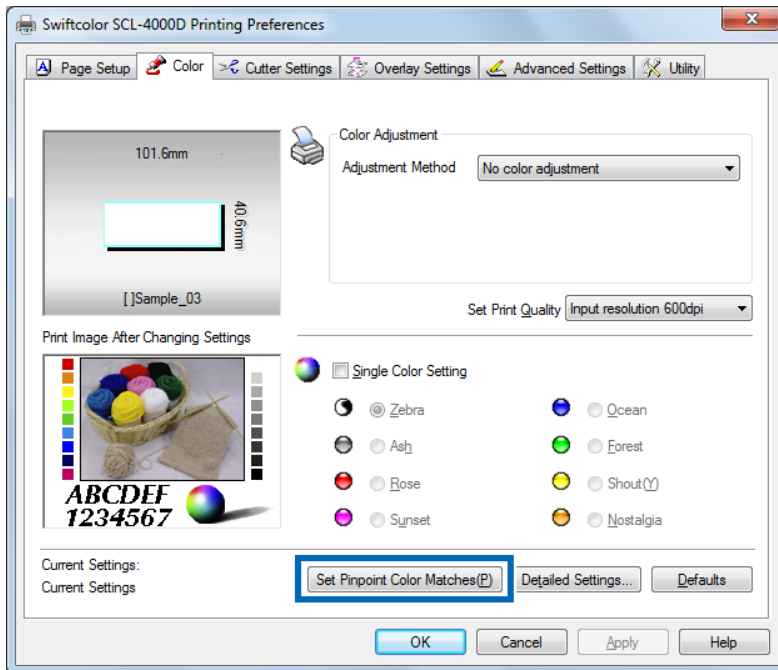 Swiftcolor SCL-4000D Printing Preferences
Page Setup
Color
Cutter Settings
Overlay Settings
Advanced Settings
Utility
101.6mm
40.6mm
[ ]Sample_03
Color Adjustment
Adjustment Method
No color adjustment
Set Print Quality
Input resolution 600dpi
Print Image After Changing Settings
ABCDEF
1234567
Single Color Setting
Zebra
Ocean
Ash
Forest
Rose
Shout(Y)
Sunset
Nostalgia
Current Settings:
Current Settings
Set Pinpoint Color Matches(P)
Detailed Settings...
Defaults
OK
Cancel
Apply
Help